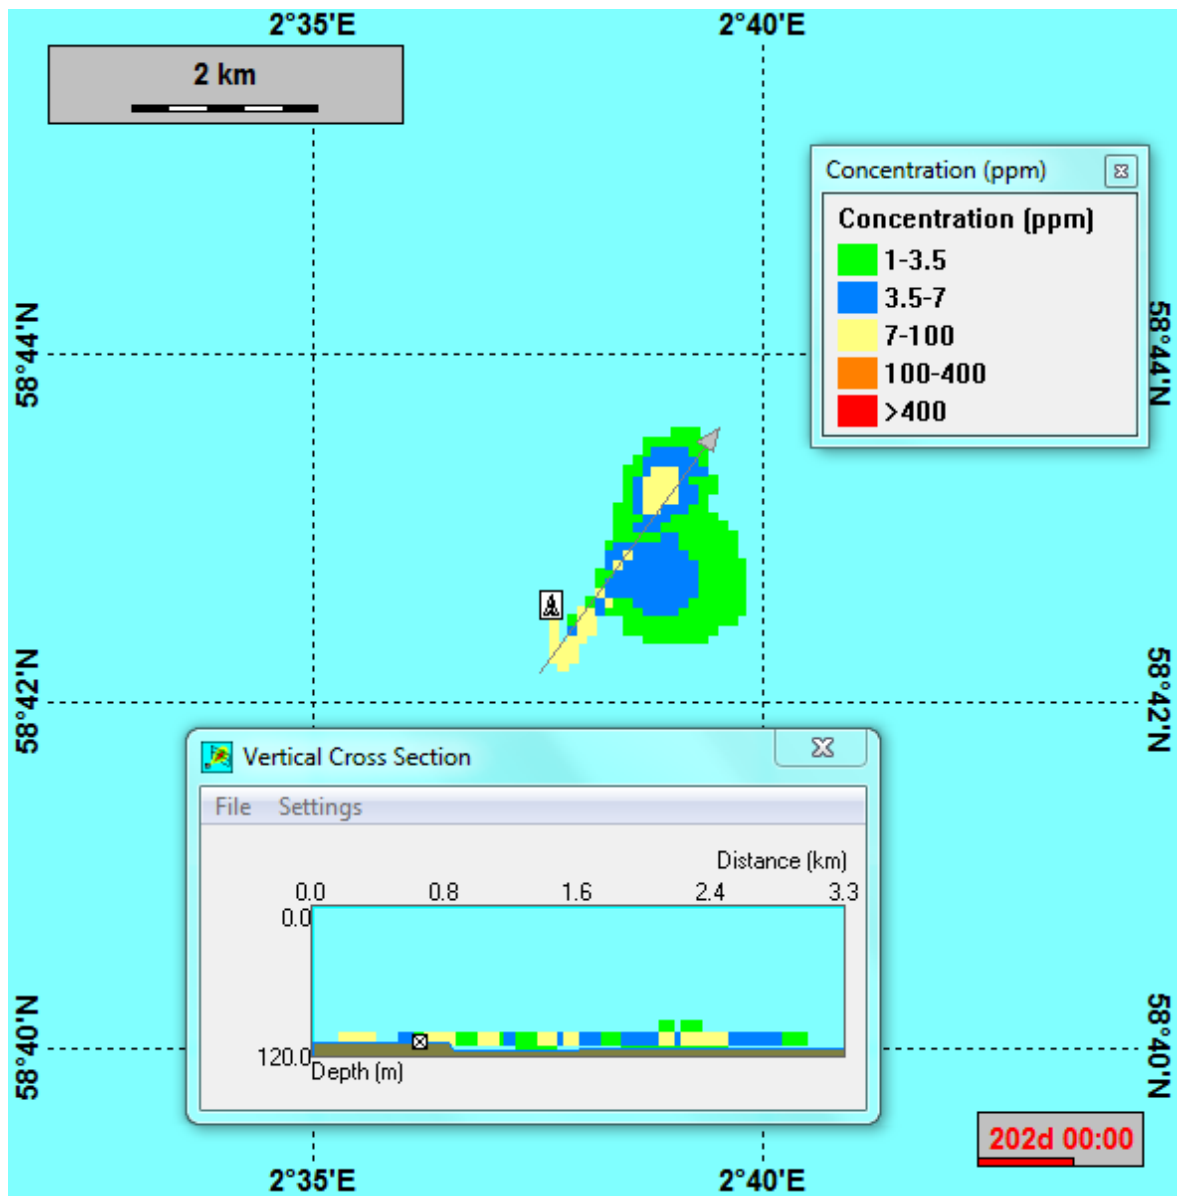 2°35'E 2°40'E
2 km
Concentration (ppm)
Concentration (ppm)
1-3.5
3.5-7
7-100
100-400
>400
58°44'N 58°44'N
58°42'N 58°42'N
Vertical Cross Section
File Settings
Distance (km)
0.0 0.8 1.6 2.4 3.3
0.0
120.0
Depth (m)
58°40'N 58°40'N
202d 00:00
2°35'E 2°40'E